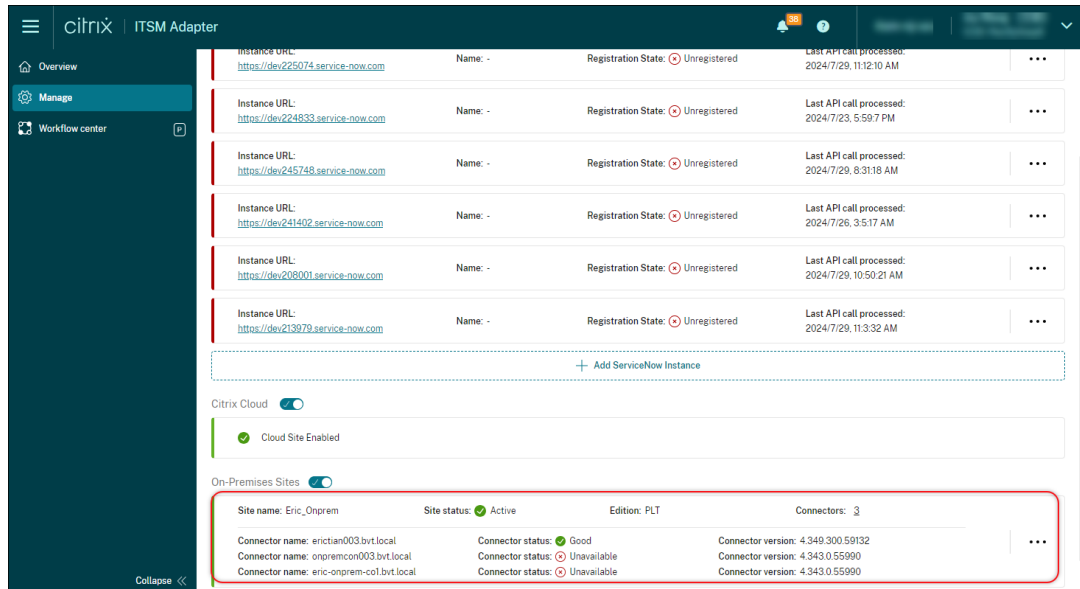 citrix | ITSM Adapter
38
?
Overview
Manage
Workflow center P
Collapse
Instance URL: Last API call processed:
https://dev225074.service-now.com Name: - Registration State: Unregistered 2024/7/29, 11:12:10 AM
Instance URL: Last API call processed:
https://dev224833.service-now.com Name: - Registration State: Unregistered 2024/7/23, 5:59:7 PM
Instance URL: Last API call processed:
https://dev245748.service-now.com Name: - Registration State: Unregistered 2024/7/29, 8:31:18 AM
Instance URL: Last API call processed:
https://dev241402.service-now.com Name: - Registration State: Unregistered 2024/7/26, 3:5:17 AM
Instance URL: Last API call processed:
https://dev208001.service-now.com Name: - Registration State: Unregistered 2024/7/29, 10:50:21 AM
Instance URL: Last API call processed:
https://dev213979.service-now.com Name: - Registration State: Unregistered 2024/7/29, 11:3:32 AM
Add ServiceNow Instance
Citrix Cloud
Cloud Site Enabled
On-Premises Sites
Site name: Eric_Onprem Site status: Active Edition: PLT Connectors: 3
Connector name: erictian003.bvt.local Connector status: Good Connector version: 4.349.300.59132
Connector name: onpremcon003.bvt.local Connector status: Unavailable Connector version: 4.343.0.55990
Connector name: eric-onprem-co1.bvt.local Connector status: Unavailable Connector version: 4.343.0.55990